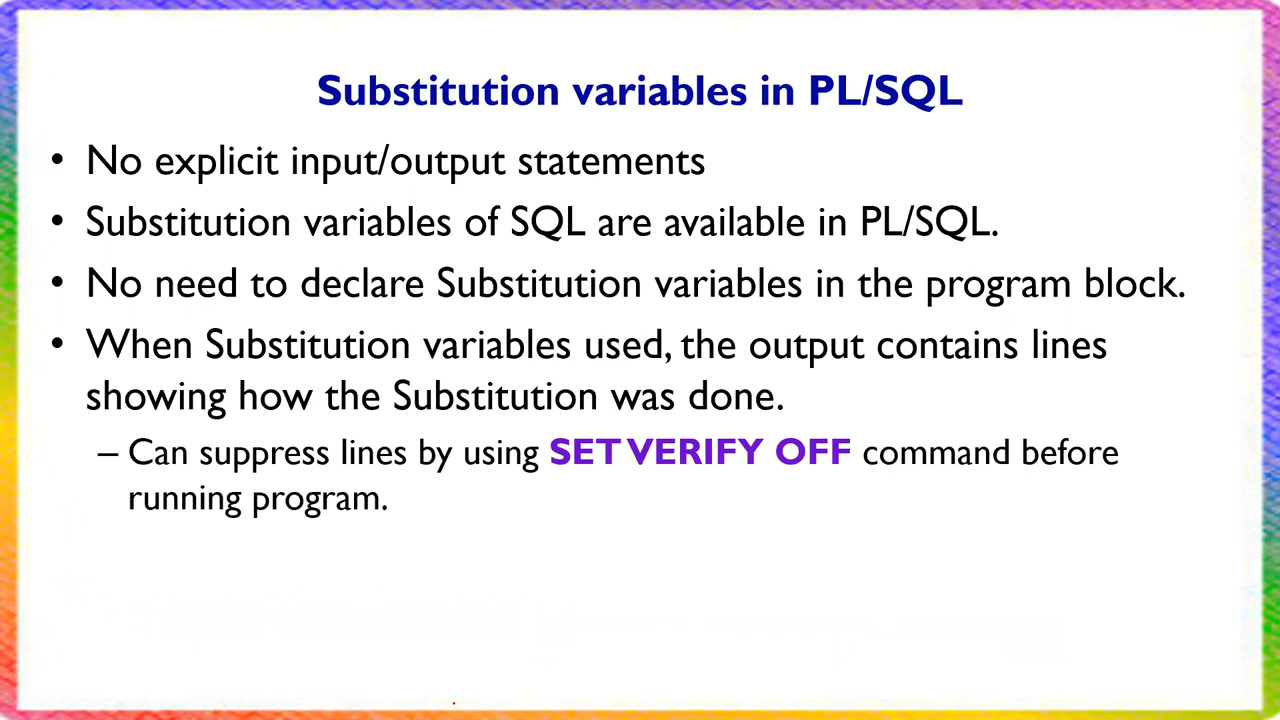 Substitution variables in PL/SQL
• No explicit input/output statements
• Substitution variables of SQL are available in PL/SQL.
• No need to declare Substitution variables in the program block.
• When Substitution variables used, the output contains lines
showing how the Substitution was done.
– Can suppress lines by using SET VERIFY OFF command before
running program.